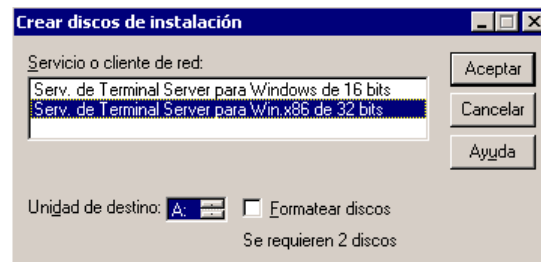 Crear discos de instalación
Servicio o cliente de red:
Serv. de Terminal Server para Windows de 16 bits
Serv. de Terminal Server para Win.x86 de 32 bits
Aceptar
Cancelar
Ayuda
Unidad de destino: A: Formatear discos
Se requieren 2 discos